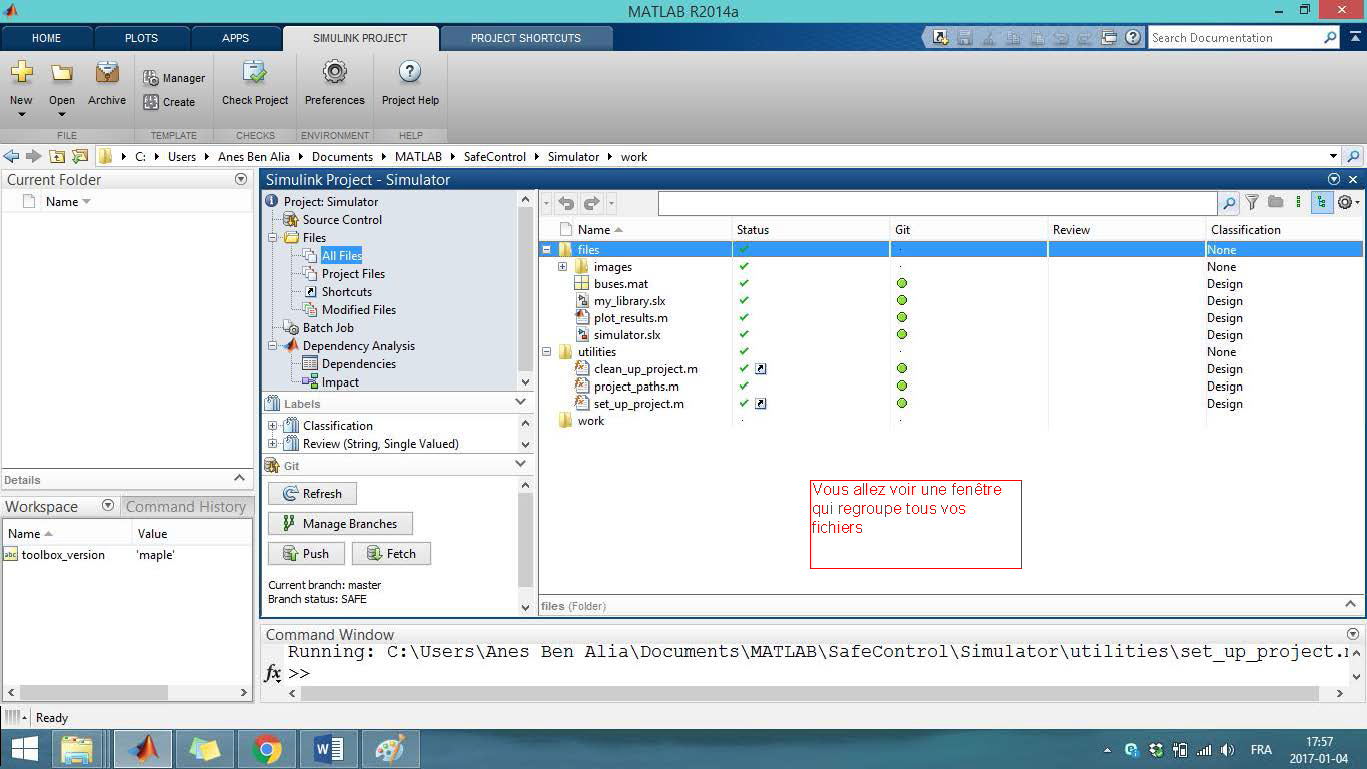 MATLAB R2014a
HOME PLOTS APPS SIMULINK PROJECT PROJECT SHORTCUTS
Search Documentation
New Open Archive Manager Create Check Project Preferences Project Help
FILE TEMPLATE CHECKS ENVIRONMENT HELP
C: Users Anes Ben Alia Documents MATLAB SafeControl Simulator work
Current Folder
Name
Details
Workspace Command History
Name Value
toolbox_version 'maple'
Simulink Project - Simulator
Project: Simulator
Source Control
Files
All Files
Project Files
Shortcuts
Modified Files
Batch Job
Dependency Analysis
Dependencies
Impact
Labels
Classification
Review (String, Single Valued)
Git
Refresh
Manage Branches
Push Fetch
Current branch: master
Branch status: SAFE
Name Status Git Review Classification
files None
images None
buses.mat Design
my_library.slx Design
plot_results.m Design
simulator.slx Design
utilities None
clean_up_project.m Design
project_paths.m Design
set_up_project.m Design
work
Vous allez voir une fenêtre
qui regroupe tous vos
fichiers
files (Folder)
Command Window
Running: C:\Users\Anes Ben Alia\Documents\MATLAB\SafeControl\Simulator\utilities\set_up_project.m
fx >>
Ready
FRA
17:57
2017-01-04